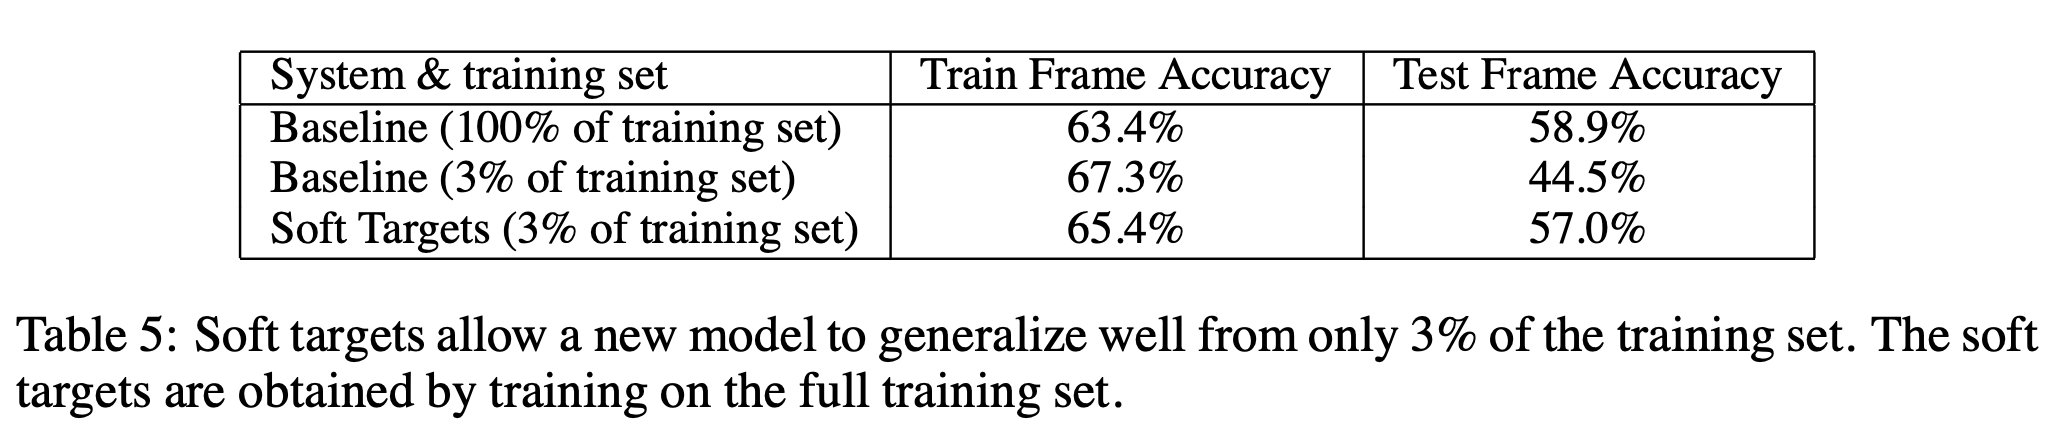 System & training set Train Frame Accuracy Test Frame Accuracy
Baseline (100% of training set) 63.4% 58.9%
Baseline (3% of training set) 67.3% 44.5%
Soft Targets (3% of training set) 65.4% 57.0%
Table 5: Soft targets allow a new model to generalize well from only 3% of the training set. The soft
targets are obtained by training on the full training set.